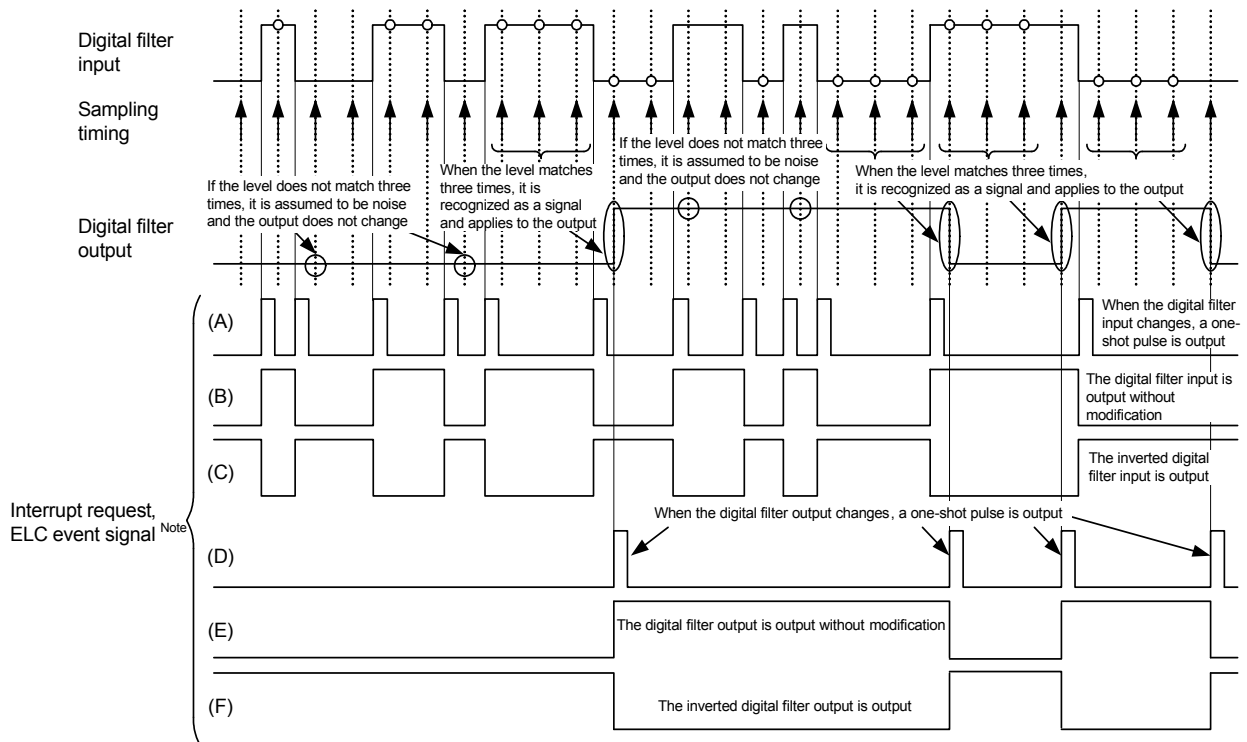 Digital filter
input
Sampling
timing
If the level does not match three
times, it is assumed to be noise
and the output does not change
When the level matches
three times, it is
recognized as a signal
and applies to the output
If the level does not match three
times, it is assumed to be noise
and the output does not change
When the level matches three times,
it is recognized as a signal and applies to the output
Digital filter
output
(A)
When the digital filter
input changes, a one-
shot pulse is output
(B)
The digital filter input is
output without
modification
(C)
The inverted digital
filter input is output
Interrupt request,
ELC event signal Note
When the digital filter output changes, a one-shot pulse is output
(D)
(E)
The digital filter output is output without modification
(F)
The inverted digital filter output is output